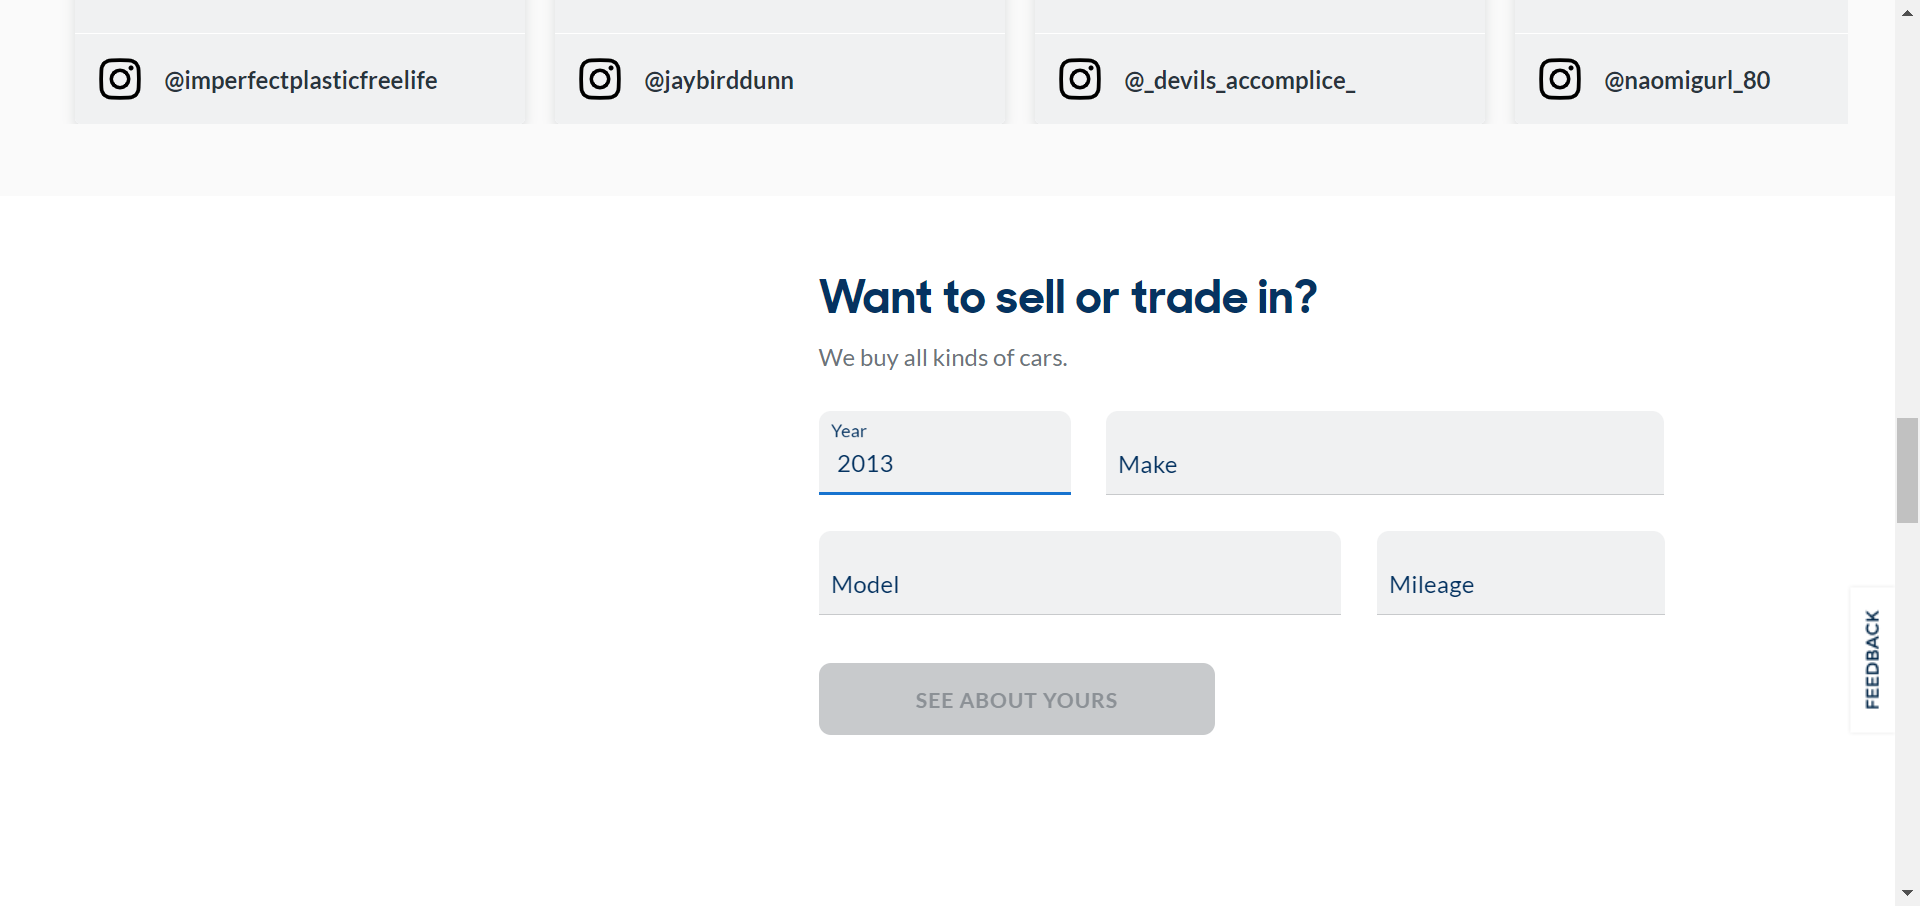 @imperfectplasticfreelife @jaybirddunn @_devils_accomplice_ @naomigurl_80
Want to sell or trade in?
We buy all kinds of cars.
Year
2013
Make
Model
Mileage
SEE ABOUT YOURS
FEEDBACK